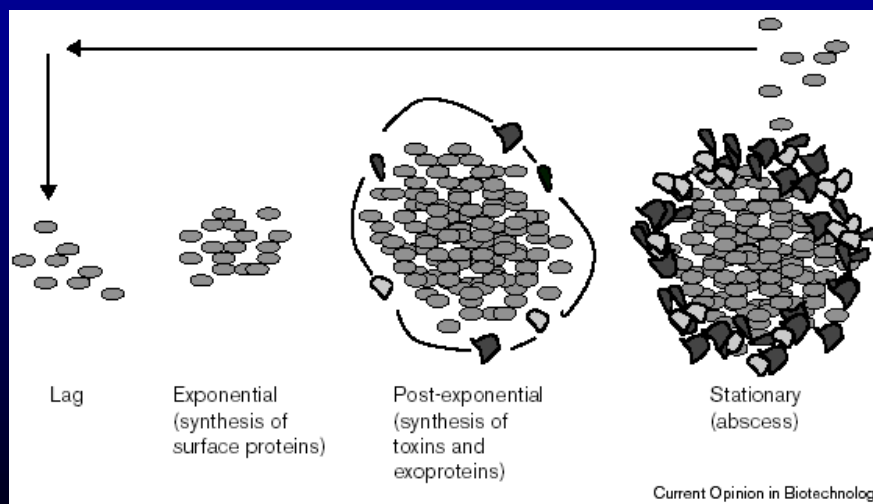 Lag
Exponential
(synthesis of
surface proteins)
Post-exponential
(synthesis of
toxins and
exoproteins)
Stationary
(abscess)
Current Opinion in Biotechnolog